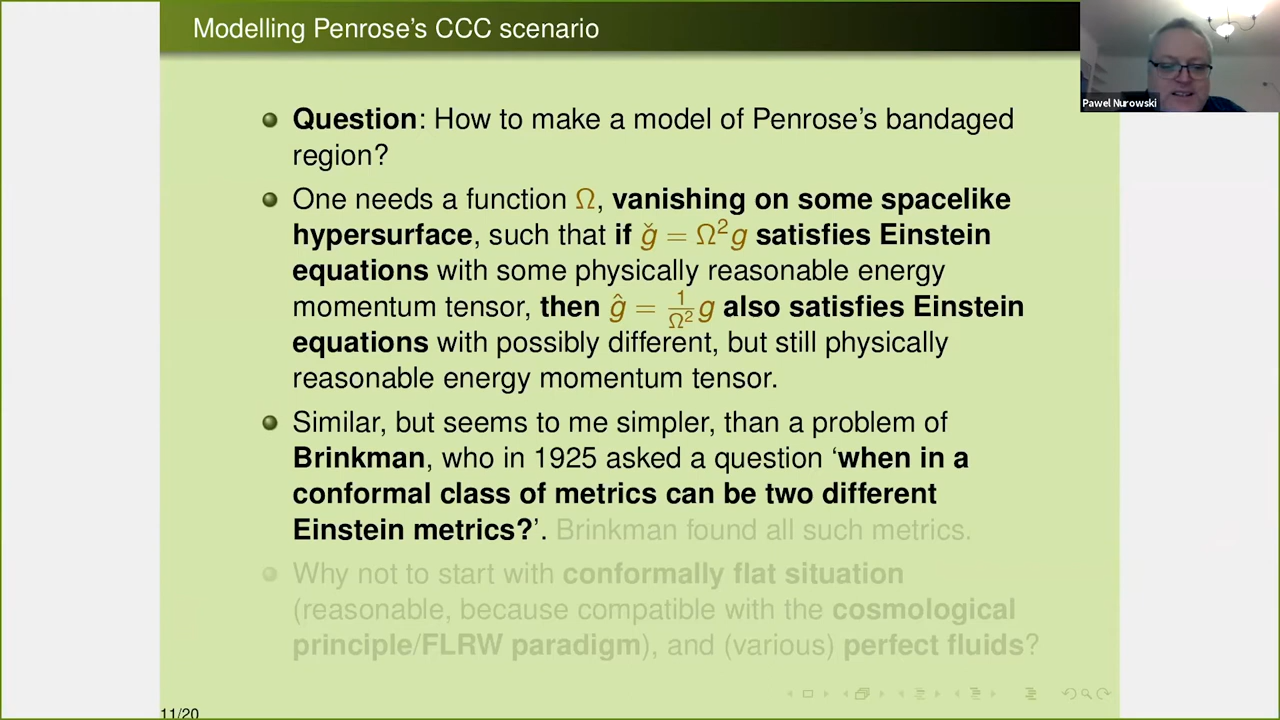 Modelling Penrose's CCC scenario
Pawel Nurowski
Question: How to make a model of Penrose's bandaged
region?
One needs a function Ω, vanishing on some spacelike
hypersurface, such that if ǧ = Ω²g satisfies Einstein
equations with some physically reasonable energy
momentum tensor, then ĝ = 1/Ω² g also satisfies Einstein
equations with possibly different, but still physically
reasonable energy momentum tensor.
Similar, but seems to me simpler, than a problem of
Brinkman, who in 1925 asked a question ‘when in a
conformal class of metrics can be two different
Einstein metrics?’. Brinkman found all such metrics.
Why not to start with conformally flat situation
(reasonable, because compatible with the cosmological
principle/FLRW paradigm), and (various) perfect fluids?
11/20